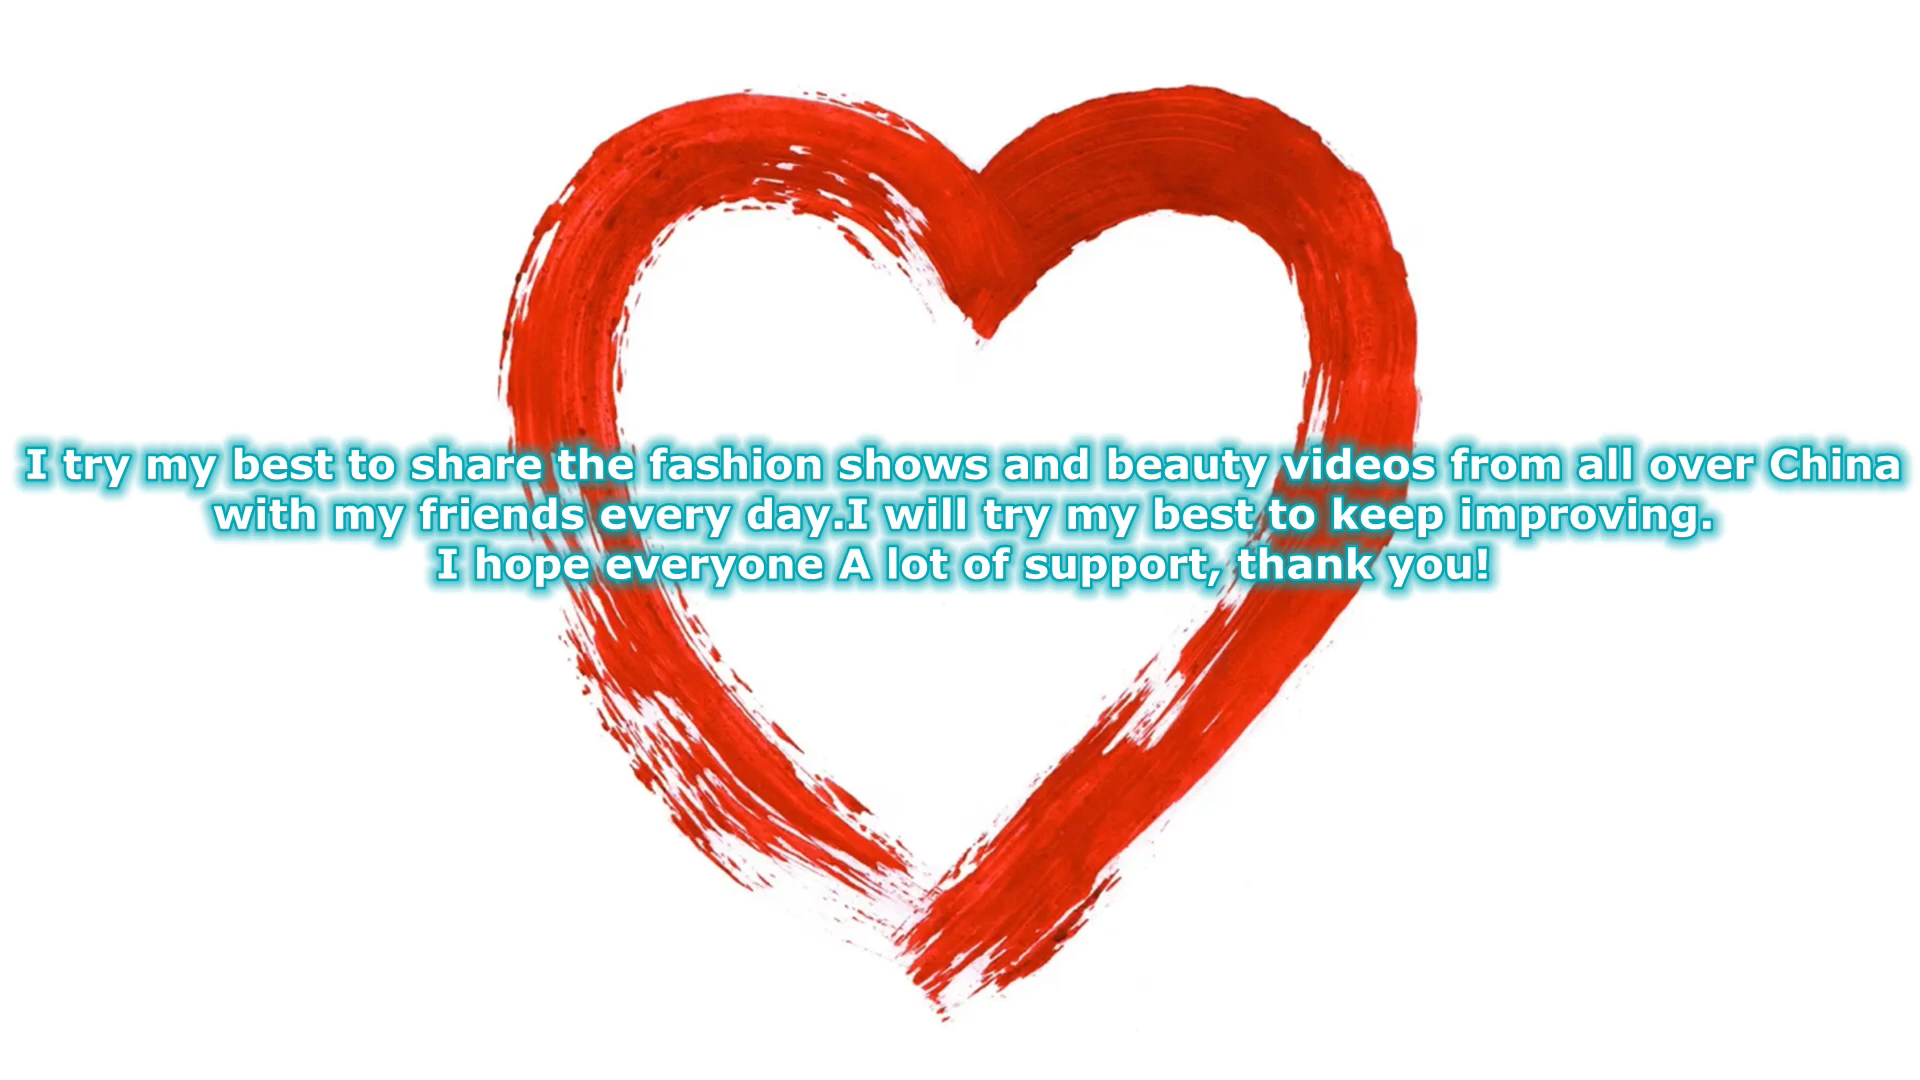 I try my best to share the fashion shows and beauty videos from all over China
with my friends every day.I will try my best to keep improving.
I hope everyone A lot of support, thank you!